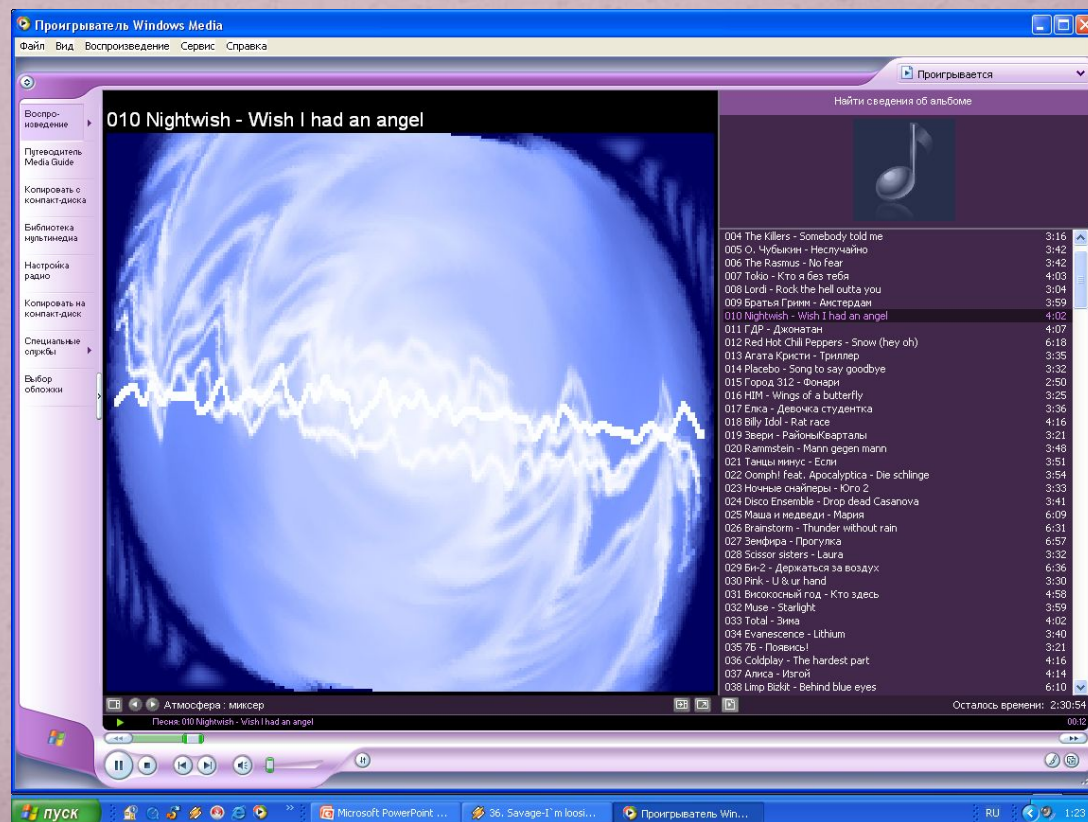 Проигрыватель Windows Media
Файл Вид Воспроизведение Сервис Справка
Проигрывается
Воспро-
изведение
Путеводитель
Media Guide
Копировать с
компакт-диска
Библиотека
мультимедиа
Настройка
радио
Копировать на
компакт-диск
Специальные
службы
Выбор
обложки
010 Nightwish - Wish I had an angel
Найти сведения об альбоме
004 The Killers - Somebody told me 3:16
005 О. Чубыкин - Неслучайно 3:42
006 The Rasmus - No fear 3:42
007 Tokio - Кто я без тебя 4:03
008 Lordi - Rock the hell outta you 3:04
009 Братья Гримм - Амстердам 3:59
010 Nightwish - Wish I had an angel 4:02
011 ГДР - Джонатан 4:07
012 Red Hot Chili Peppers - Snow (hey oh) 6:18
013 Агата Кристи - Триллер 3:35
014 Placebo - Song to say goodbye 3:32
015 Город 312 - Фонари 2:50
016 HIM - Wings of a butterfly 3:25
017 Елка - Девочка студентка 3:36
018 Billy Idol - Rat race 4:16
019 Звери - РайоныКварталы 3:21
020 Rammstein - Mann gegen mann 3:48
021 Танцы минус - Если 3:51
022 Oomph! feat. Apocalyptica - Die schlinge 3:54
023 Ночные снайперы - Юго 2 3:33
024 Disco Ensemble - Drop dead Casanova 3:41
025 Маша и медведи - Мария 6:09
026 Brainstorm - Thunder without rain 6:31
027 Земфира - Прогулка 6:57
028 Scissor sisters - Laura 3:32
029 Би-2 - Держаться за воздух 6:36
030 Pink - U & ur hand 3:30
031 Високосный год - Кто здесь 4:58
032 Muse - Starlight 3:59
033 Total - Зима 4:02
034 Evanescence - Lithium 3:40
035 7Б - Появись! 3:21
036 Coldplay - The hardest part 4:16
037 Алиса - Изгой 4:14
038 Limp Bizkit - Behind blue eyes 6:10
Атмосфера : миксер
Осталось времени: 2:30:54
Песня: 010 Nightwish - Wish I had an angel 00:12
пуск
Microsoft PowerPoint ...
36. Savage-I`m loosi...
Проигрыватель Win...
RU
1:23